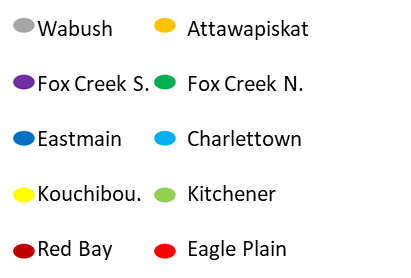 Wabush Attawapiskat
Fox Creek S. Fox Creek N.
Eastmain Charlettown
Kouchibou. Kitchener
Red Bay Eagle Plain